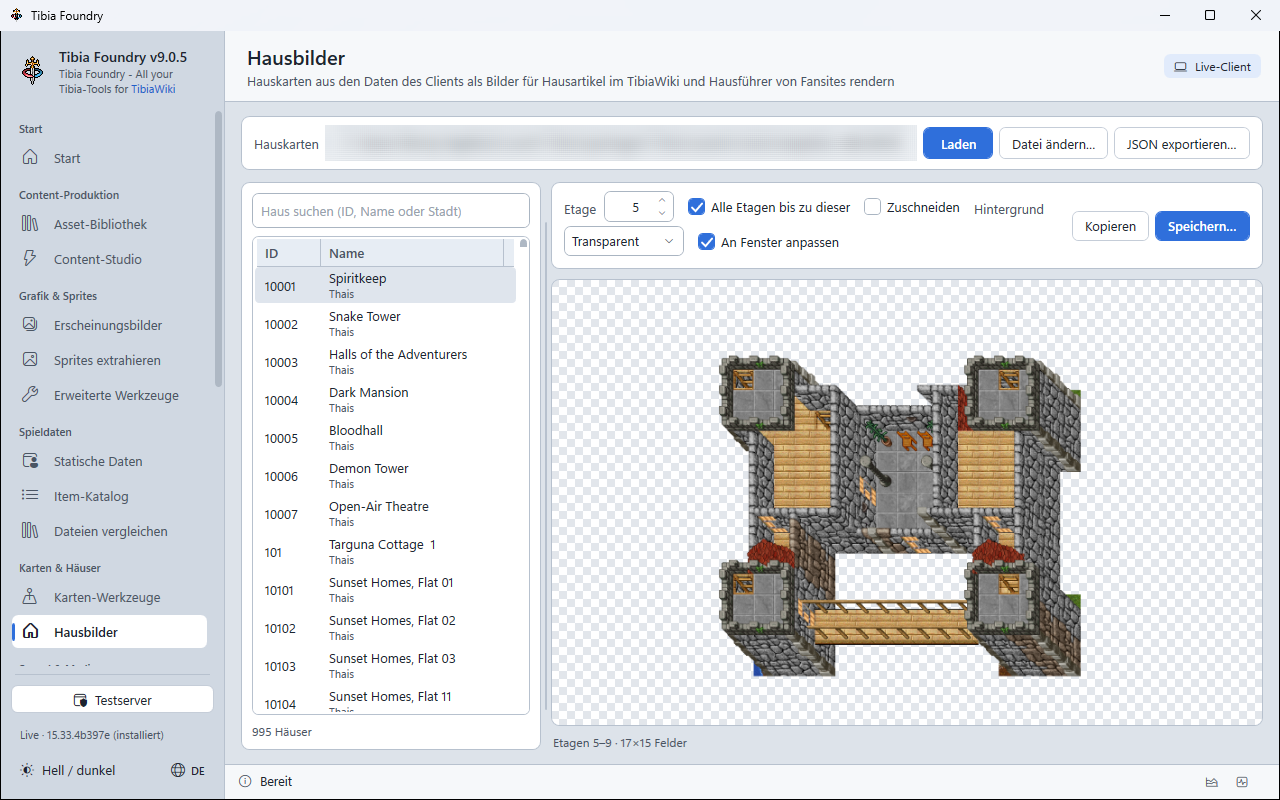 Tibia Foundry
Tibia Foundry v9.0.5
Tibia Foundry - All your
Tibia-Tools for TibiaWiki
Start
Start
Content-Produktion
Asset-Bibliothek
Content-Studio
Grafik & Sprites
Erscheinungsbilder
Sprites extrahieren
Erweiterte Werkzeuge
Spieldaten
Statische Daten
Item-Katalog
Dateien vergleichen
Karten & Häuser
Karten-Werkzeuge
Hausbilder
Testserver
Live · 15.33.4b397e (installiert)
Hell / dunkel
DE
Hausbilder
Hauskarten aus den Daten des Clients als Bilder für Hausartikel im TibiaWiki und Hausführer von Fansites rendern
Live-Client
Hauskarten
Laden
Datei ändern...
JSON exportieren...
Haus suchen (ID, Name oder Stadt)
ID Name
10001 Spiritkeep
Thais
10002 Snake Tower
Thais
10003 Halls of the Adventurers
Thais
10004 Dark Mansion
Thais
10005 Bloodhall
Thais
10006 Demon Tower
Thais
10007 Open-Air Theatre
Thais
101 Targuna Cottage 1
Thais
10101 Sunset Homes, Flat 01
Thais
10102 Sunset Homes, Flat 02
Thais
10103 Sunset Homes, Flat 03
Thais
10104 Sunset Homes, Flat 11
Thais
995 Häuser
Etage 5 Alle Etagen bis zu dieser Zuschneiden Hintergrund
Transparent An Fenster anpassen
Kopieren
Speichern...
Etagen 5–9 · 17×15 Felder
Bereit